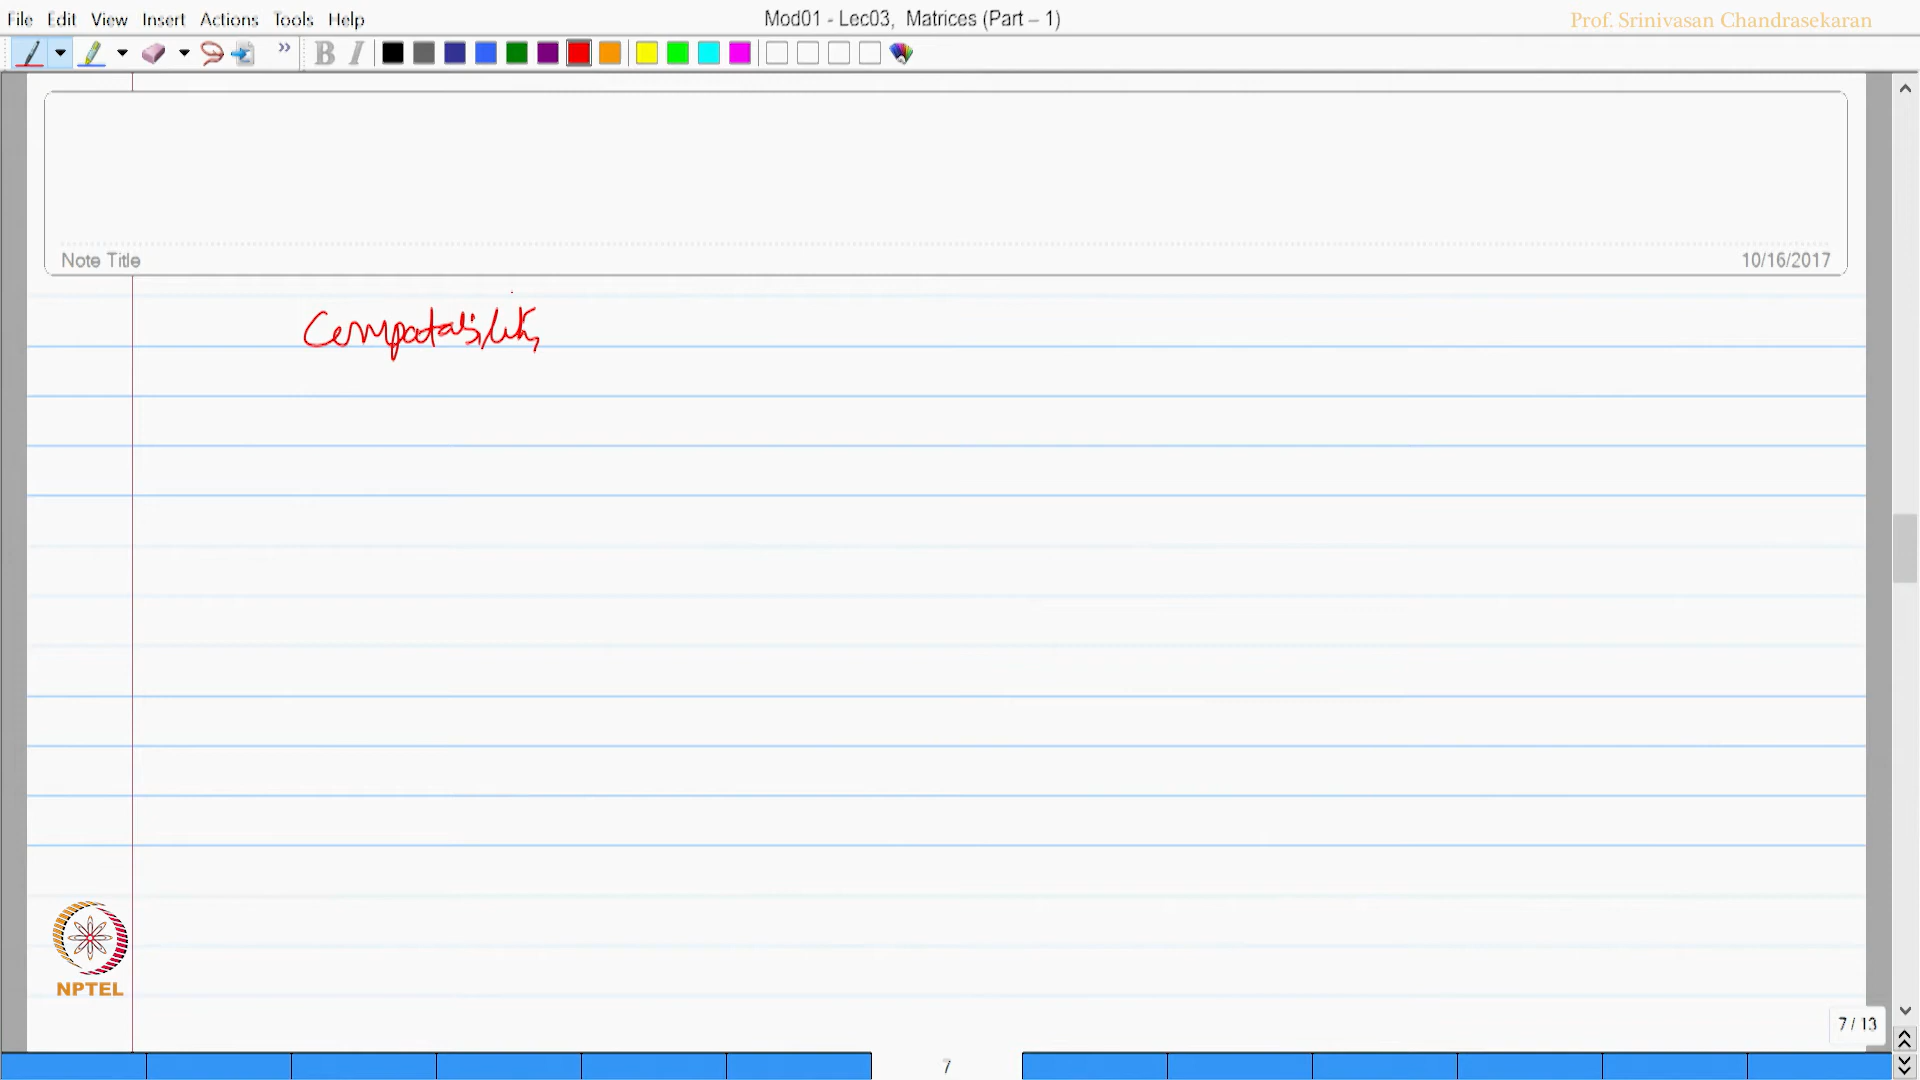 File Edit View Insert Actions Tools Help
Mod01 - Lec03, Matrices (Part – 1)
Prof. Srinivasan Chandrasekaran
» B I
Note Title
10/16/2017
Compatability
NPTEL
7 / 13
7